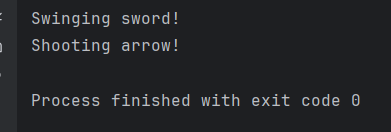 Swinging sword!
Shooting arrow!
Process finished with exit code 0